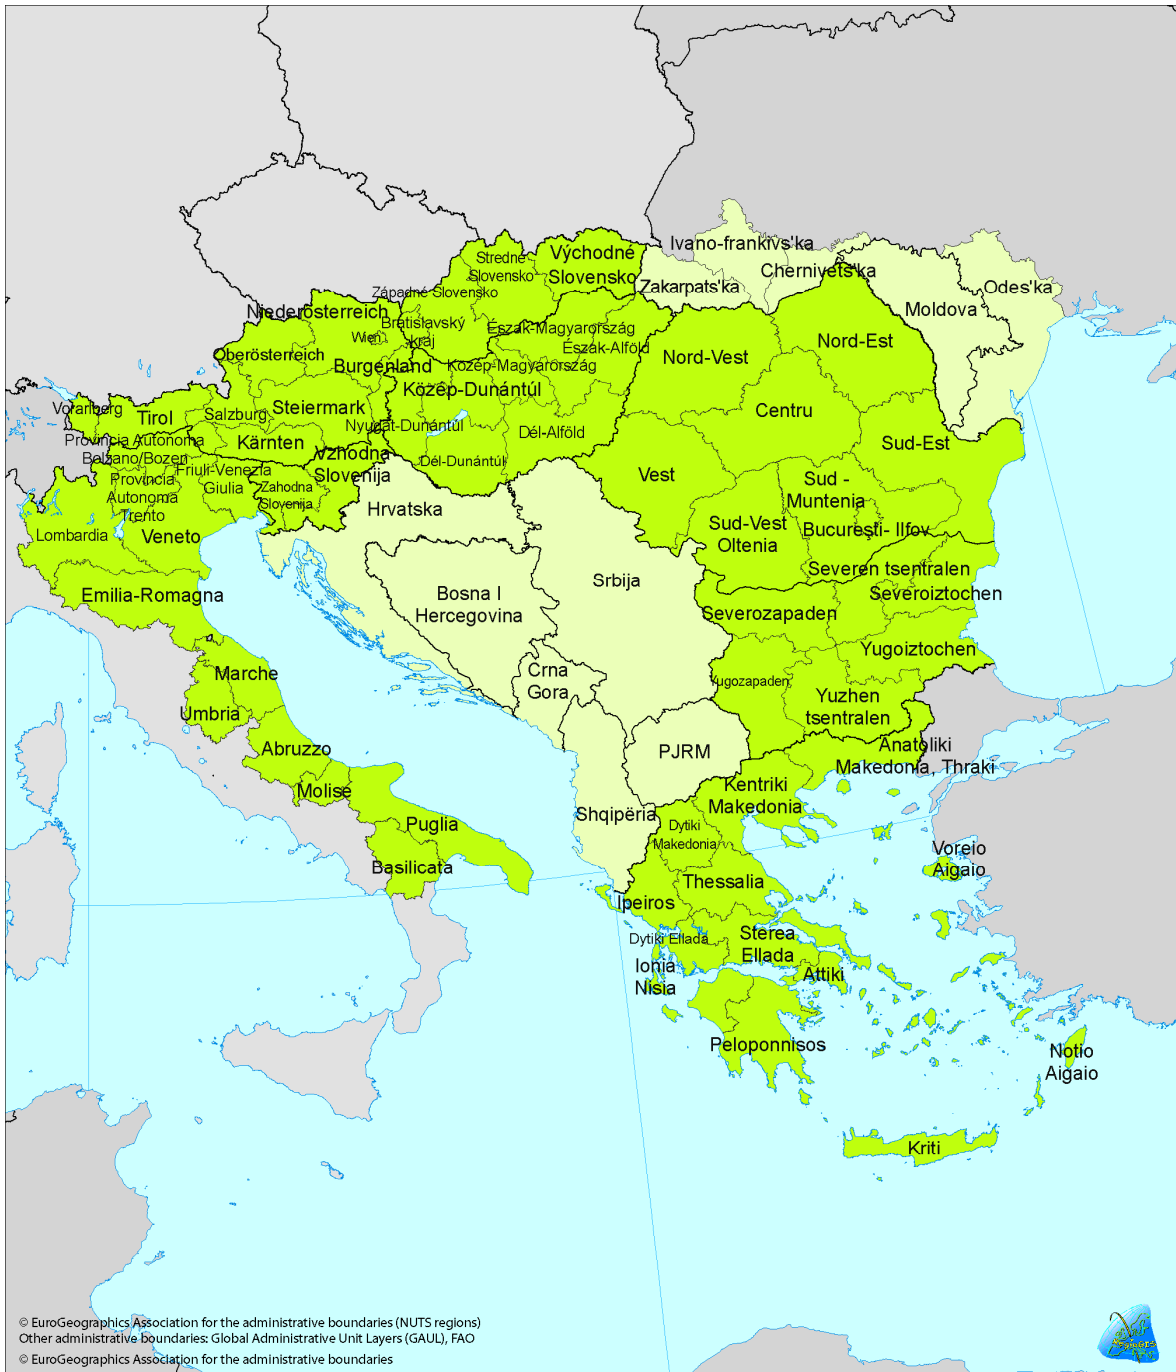 Ivano-frankivs'ka
Východné
Slovensko
Stredné
Slovensko
Chernivets'ka
Zakarpats'ka
Odes'ka
Západné Slovensko
Moldova
Niederösterreich
Bratislavský
Kraj
Wien
Észak-Magyarország
Észak-Alföld
Nord-Est
Nord-Vest
Oberösterreich
Burgenland
Közép-Magyarország
Közép-Dunántúl
Vorarlberg
Tirol
Salzburg
Steiermark
Centru
Nyugat-Dunántúl
Dél-Alföld
Provincia Autonoma
Bolzano/Bozen
Kärnten
Sud-Est
Vzhodna
Slovenija
Dél-Dunántúl
Friuli-Venezia
Giulia
Provincia
Autonoma
Trento
Zahodna
Slovenija
Vest
Sud -
Muntenia
Hrvatska
Lombardia
Veneto
Sud-Vest
Oltenia
Bucureşti- Ilfov
Severen tsentralen
Srbija
Emilia-Romagna
Bosna I
Hercegovina
Severoiztochen
Severozapaden
Yugoiztochen
Marche
Crna
Gora
Yugozapaden
Yuzhen
tsentralen
Umbria
Abruzzo
PJRM
Anatoliki
Makedonia, Thraki
Molise
Kentriki
Makedonia
Puglia
Shqipëria
Dytiki
Makedonia
Voreio
Aigaio
Basilicata
Thessalia
Ipeiros
Dytiki Ellada
Sterea
Ellada
Ionia
Nisia
Attiki
Peloponnisos
Notio
Aigaio
Kriti
© EuroGeographics Association for the administrative boundaries (NUTS regions)
Other administrative boundaries: Global Administrative Unit Layers (GAUL), FAO
© EuroGeographics Association for the administrative boundaries